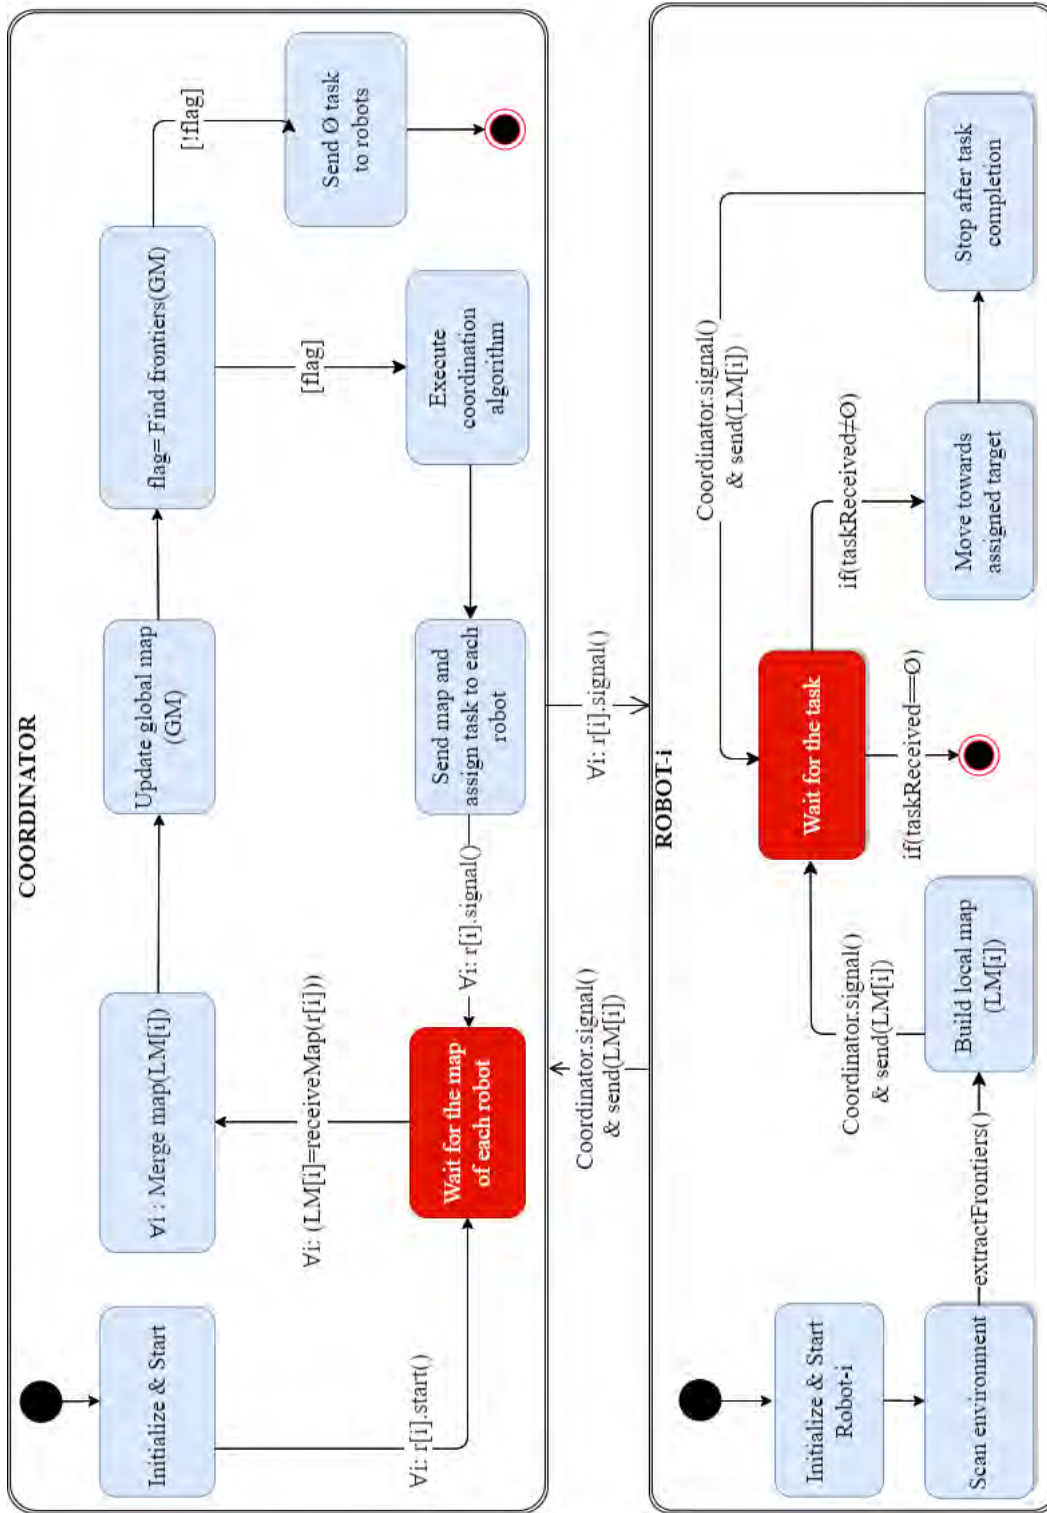 COORDINATOR
Initialize & Start
∀i: r[i].start()
Wait for the map
of each robot
∀i: (LM[i]=receiveMap(r[i]))
∀i : Merge map(LM[i])
Update global map
(GM)
flag= Find frontiers(GM)
[!flag]
Send Ø task
to robots
[flag]
Execute
coordination
algorithm
Send map and
assign task to each
robot
∀i: r[i].signal()
∀i: r[i].signal()
Coordinator.signal()
& send(LM[i])
ROBOT-i
Initialize & Start
Robot-i
Scan environment
extractFrontiers()
Build local map
(LM[i])
Coordinator.signal()
& send(LM[i])
Wait for the task
if(taskReceived==Ø)
if(taskReceived≠Ø)
Move towards
assigned target
Stop after task
completion
Coordinator.signal()
& send(LM[i])